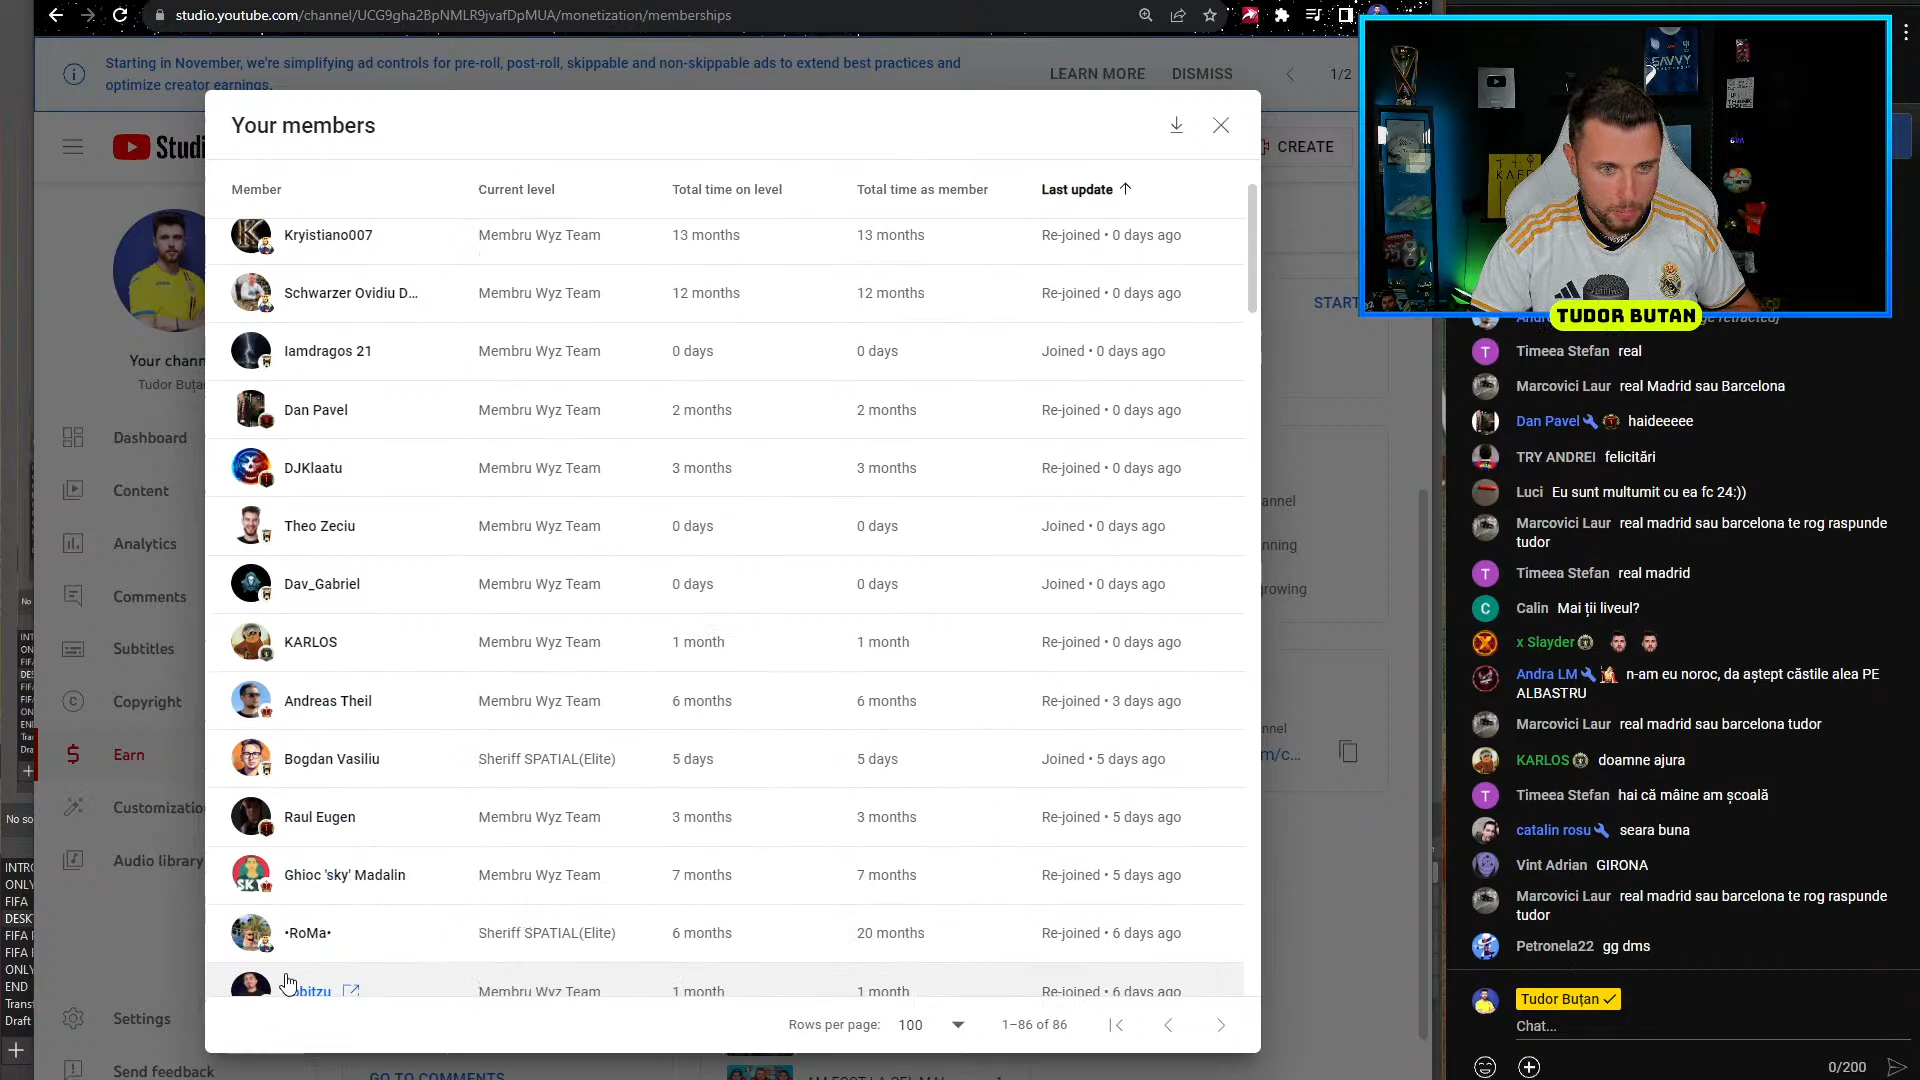 studio.youtube.com/channel/UCG9gha2BpNMLR9jvafDpMUA/monetization/memberships
Starting in November, we're simplifying ad controls for pre-roll, post-roll, skippable and non-skippable ads to extend best practices and
optimize creator earnings.
LEARN MORE
DISMISS
1/2
CREATE
Your members
Member
Current level
Total time on level
Total time as member
Last update
Kryistiano007
Membru Wyz Team
13 months
13 months
Re-joined • 0 days ago
Schwarzer Ovidiu D...
Membru Wyz Team
12 months
12 months
Re-joined • 0 days ago
Iamdragos 21
Membru Wyz Team
0 days
0 days
Joined • 0 days ago
Dan Pavel
Membru Wyz Team
2 months
2 months
Re-joined • 0 days ago
DJKlaatu
Membru Wyz Team
3 months
3 months
Re-joined • 0 days ago
Theo Zeciu
Membru Wyz Team
0 days
0 days
Joined • 0 days ago
Dav_Gabriel
Membru Wyz Team
0 days
0 days
Joined • 0 days ago
KARLOS
Membru Wyz Team
1 month
1 month
Re-joined • 0 days ago
Andreas Theil
Membru Wyz Team
6 months
6 months
Re-joined • 3 days ago
Bogdan Vasiliu
Sheriff SPATIAL(Elite)
5 days
5 days
Joined • 5 days ago
Raul Eugen
Membru Wyz Team
3 months
3 months
Re-joined • 5 days ago
Ghioc 'sky' Madalin
Membru Wyz Team
7 months
7 months
Re-joined • 5 days ago
•RoMa•
Sheriff SPATIAL(Elite)
6 months
20 months
Re-joined • 6 days ago
Membru Wyz Team
1 month
1 month
Re-joined • 6 days ago
Rows per page:
100
1–86 of 86
Your chann
Tudor Buța
Dashboard
Content
Analytics
Comments
Subtitles
Copyright
Earn
Customizatio
Audio library
Settings
Send feedback
START
GO TO COMMENTS
m/c...
TUDOR BUTAN
SAVVY
Timeea Stefan real
Marcovici Laur real Madrid sau Barcelona
Dan Pavel haideeeee
TRY ANDREI felicitări
Luci Eu sunt multumit cu ea fc 24:))
Marcovici Laur real madrid sau barcelona te rog raspunde
tudor
Timeea Stefan real madrid
Calin Mai ții liveul?
x Slayder
Andra LM n-am eu noroc, da aștept căstile alea PE
ALBASTRU
Marcovici Laur real madrid sau barcelona tudor
KARLOS doamne ajura
Timeea Stefan hai că mâine am școală
catalin rosu seara buna
Vint Adrian GIRONA
Marcovici Laur real madrid sau barcelona te rog raspunde
tudor
Petronela22 gg dms
Tudor Buțan
Chat...
0/200